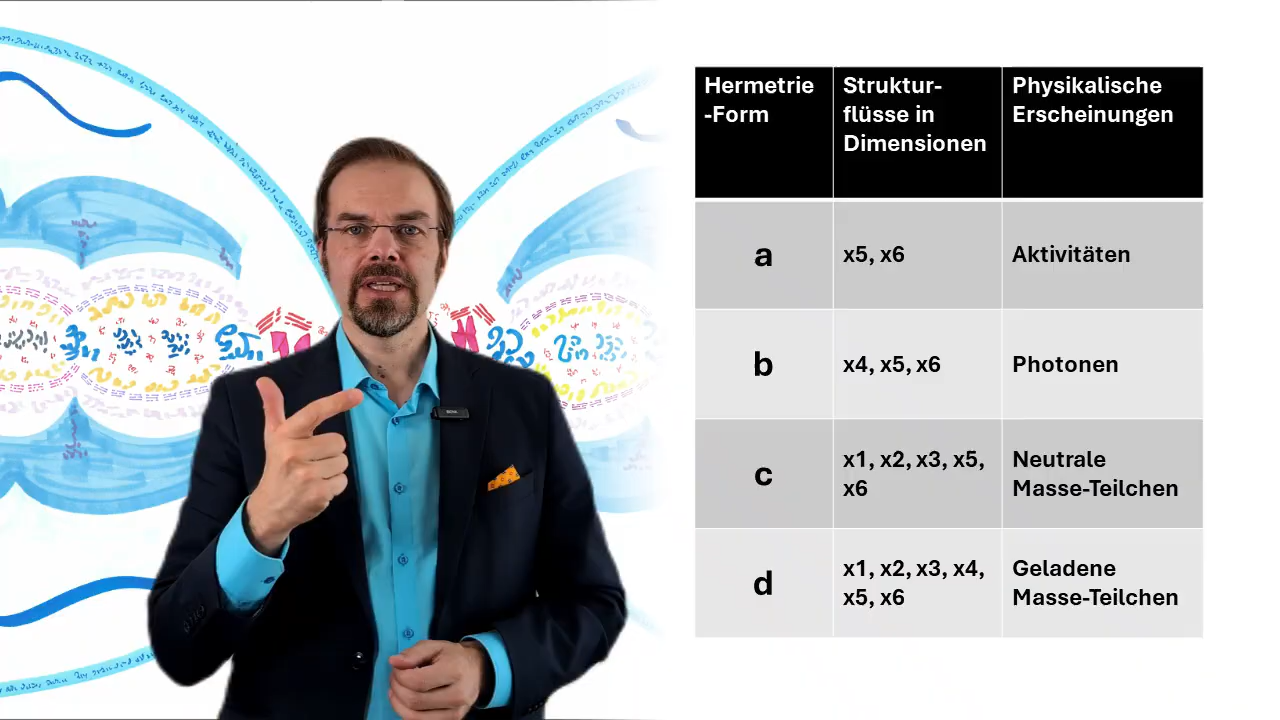 Hermetrie
-Form
Struktur-
flüsse in
Dimensionen
Physikalische
Erscheinungen
a
x5, x6
Aktivitäten
b
x4, x5, x6
Photonen
c
x1, x2, x3, x5,
x6
Neutrale
Masse-Teilchen
d
x1, x2, x3, x4,
x5, x6
Geladene
Masse-Teilchen